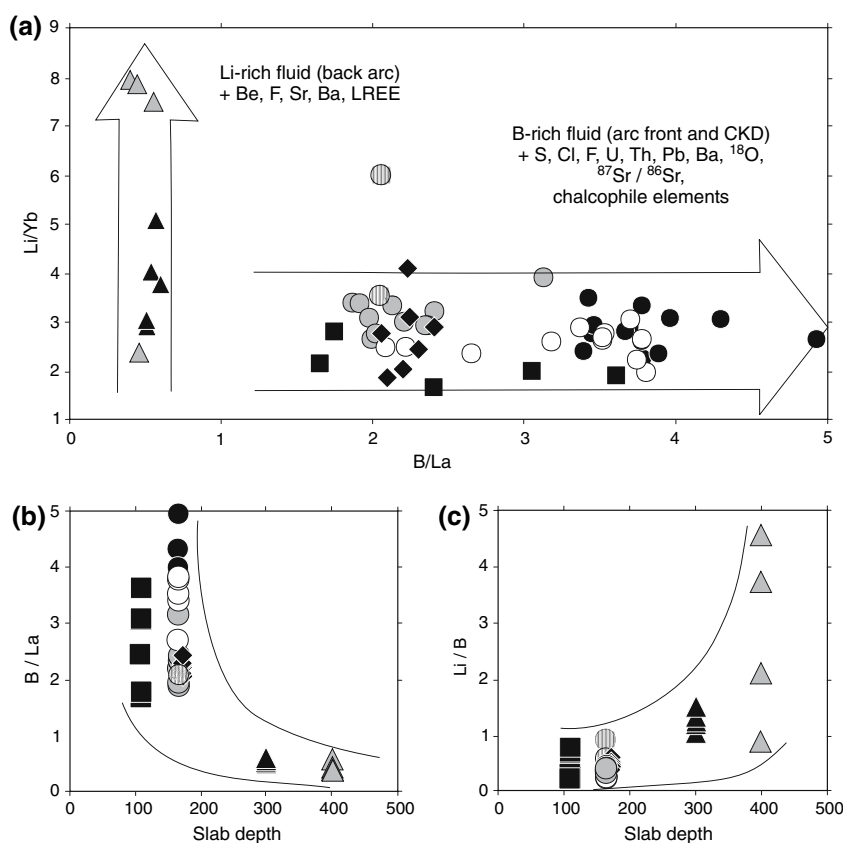 (a)
9
8
7
6
5
4
3
2
1
Li/Yb
Li-rich fluid (back arc)
+ Be, F, Sr, Ba, LREE
B-rich fluid (arc front and CKD)
+ S, Cl, F, U, Th, Pb, Ba, ¹⁸O,
⁸⁷Sr / ⁸⁶Sr,
chalcophile elements
0 1 2 3 4 5
B/La
(b)
5
4
3
2
1
0
B / La
0 100 200 300 400 500
Slab depth
(c)
5
4
3
2
1
0
Li / B
0 100 200 300 400 500
Slab depth